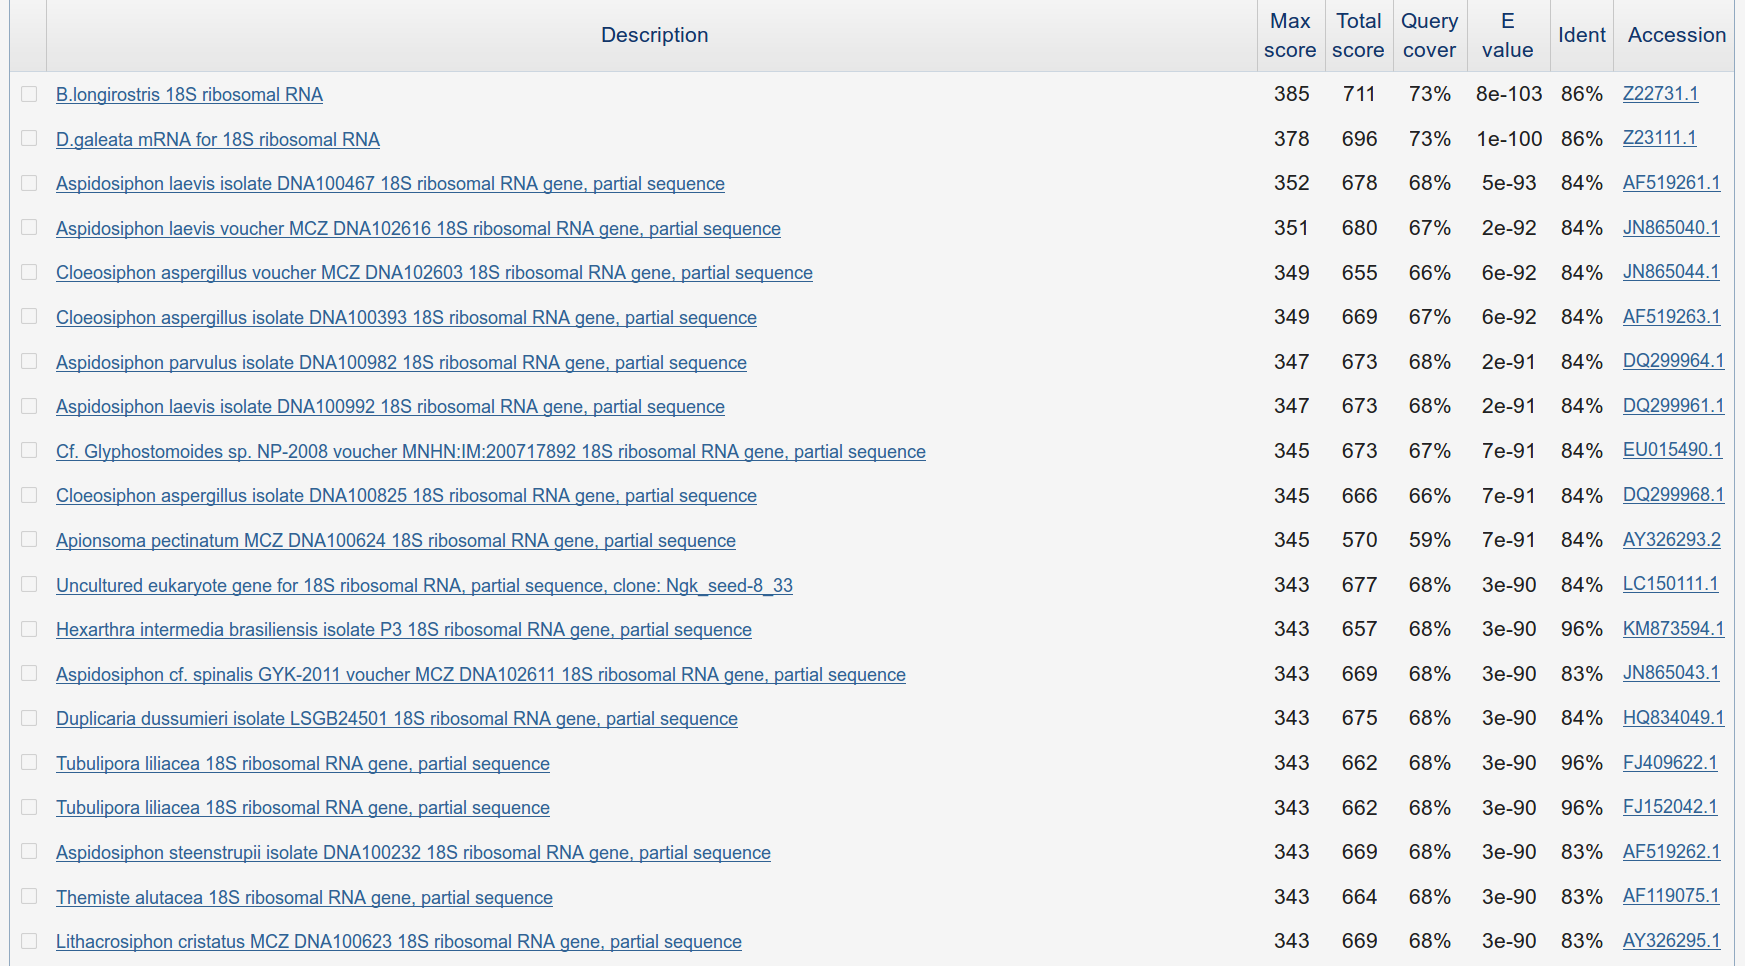 Description Max score Total score Query cover E value Ident Accession
B.longirostris 18S ribosomal RNA 385 711 73% 8e-103 86% Z22731.1
D.galeata mRNA for 18S ribosomal RNA 378 696 73% 1e-100 86% Z23111.1
Aspidosiphon laevis isolate DNA100467 18S ribosomal RNA gene, partial sequence 352 678 68% 5e-93 84% AF519261.1
Aspidosiphon laevis voucher MCZ DNA102616 18S ribosomal RNA gene, partial sequence 351 680 67% 2e-92 84% JN865040.1
Cloeosiphon aspergillus voucher MCZ DNA102603 18S ribosomal RNA gene, partial sequence 349 655 66% 6e-92 84% JN865044.1
Cloeosiphon aspergillus isolate DNA100393 18S ribosomal RNA gene, partial sequence 349 669 67% 6e-92 84% AF519263.1
Aspidosiphon parvulus isolate DNA100982 18S ribosomal RNA gene, partial sequence 347 673 68% 2e-91 84% DQ299964.1
Aspidosiphon laevis isolate DNA100992 18S ribosomal RNA gene, partial sequence 347 673 68% 2e-91 84% DQ299961.1
Cf. Glyphostomoides sp. NP-2008 voucher MNHN:IM:200717892 18S ribosomal RNA gene, partial sequence 345 673 67% 7e-91 84% EU015490.1
Cloeosiphon aspergillus isolate DNA100825 18S ribosomal RNA gene, partial sequence 345 666 66% 7e-91 84% DQ299968.1
Apionsoma pectinatum MCZ DNA100624 18S ribosomal RNA gene, partial sequence 345 570 59% 7e-91 84% AY326293.2
Uncultured eukaryote gene for 18S ribosomal RNA, partial sequence, clone: Ngk_seed-8_33 343 677 68% 3e-90 84% LC150111.1
Hexarthra intermedia brasiliensis isolate P3 18S ribosomal RNA gene, partial sequence 343 657 68% 3e-90 96% KM873594.1
Aspidosiphon cf. spinalis GYK-2011 voucher MCZ DNA102611 18S ribosomal RNA gene, partial sequence 343 669 68% 3e-90 83% JN865043.1
Duplicaria dussumieri isolate LSGB24501 18S ribosomal RNA gene, partial sequence 343 675 68% 3e-90 84% HQ834049.1
Tubulipora liliacea 18S ribosomal RNA gene, partial sequence 343 662 68% 3e-90 96% FJ409622.1
Tubulipora liliacea 18S ribosomal RNA gene, partial sequence 343 662 68% 3e-90 96% FJ152042.1
Aspidosiphon steenstrupii isolate DNA100232 18S ribosomal RNA gene, partial sequence 343 669 68% 3e-90 83% AF519262.1
Themiste alutacea 18S ribosomal RNA gene, partial sequence 343 664 68% 3e-90 83% AF119075.1
Lithacrosiphon cristatus MCZ DNA100623 18S ribosomal RNA gene, partial sequence 343 669 68% 3e-90 83% AY326295.1